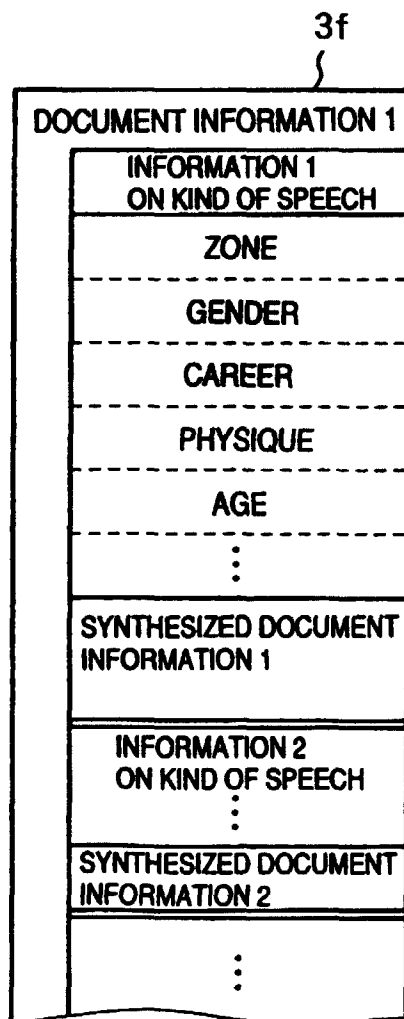 3f
DOCUMENT INFORMATION 1
INFORMATION 1
ON KIND OF SPEECH
ZONE
GENDER
CAREER
PHYSIQUE
AGE
⋮
SYNTHESIZED DOCUMENT
INFORMATION 1
INFORMATION 2
ON KIND OF SPEECH
⋮
SYNTHESIZED DOCUMENT
INFORMATION 2
⋮